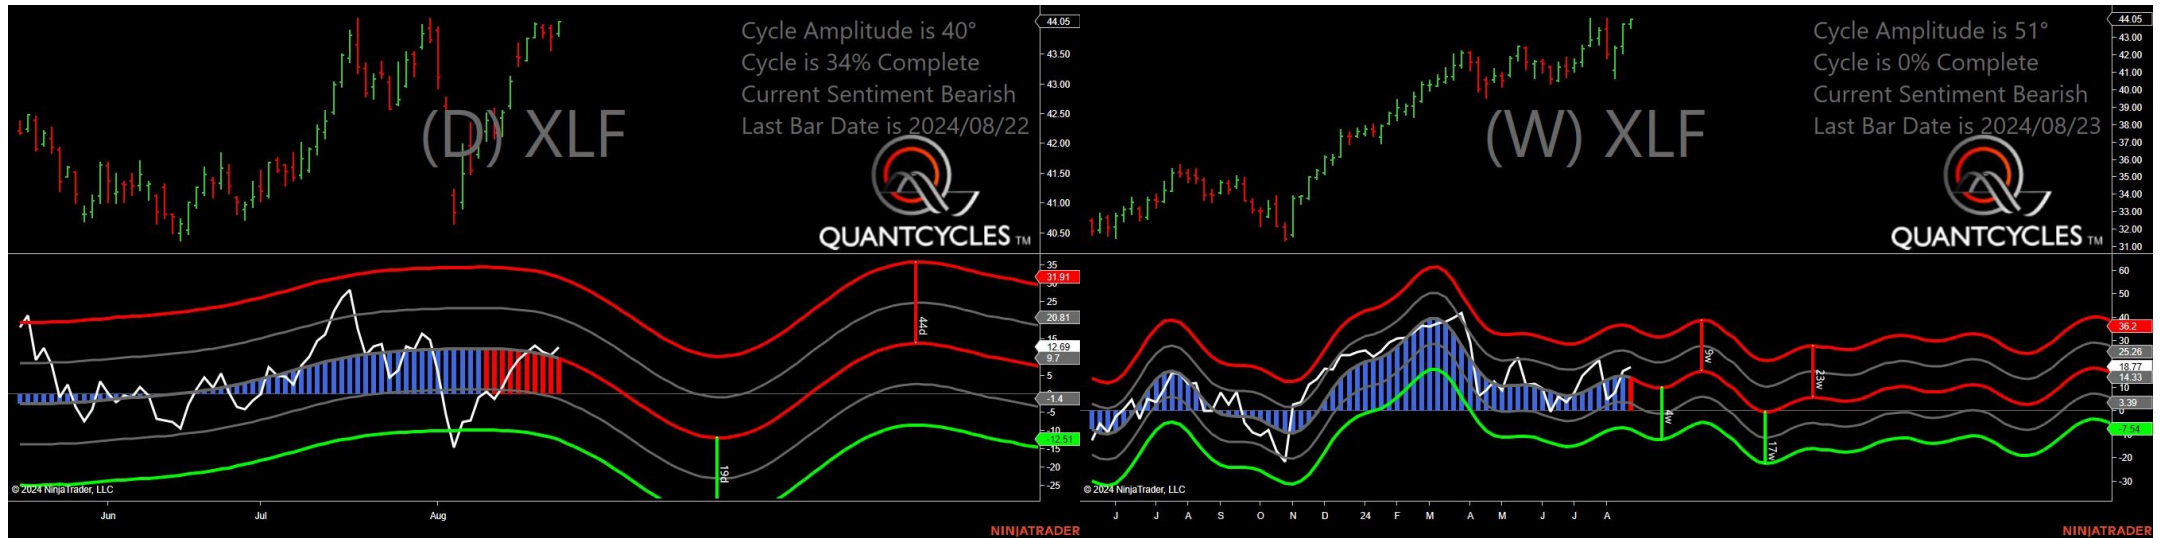 Cycle Amplitude is 40°
Cycle is 34% Complete
Current Sentiment Bearish
Last Bar Date is 2024/08/22
(D) XLF
QUANTCYCLES TM
44.05
43.50
43.00
42.50
42.00
41.50
41.00
40.50
35
31.91
25
20.81
15
12.69
9.7
5
-1.4
-5
-10
-12.51
-15
-20
-25
44d
19d
© 2024 NinjaTrader, LLC
Jun Jul Aug
NINJATRADER
Cycle Amplitude is 51°
Cycle is 0% Complete
Current Sentiment Bearish
Last Bar Date is 2024/08/23
(W) XLF
QUANTCYCLES TM
44.05
43.00
42.00
41.00
40.00
39.00
38.00
37.00
36.00
35.00
34.00
33.00
32.00
31.00
60
50
40
36.2
30
25.26
18.77
14.33
10
3.39
0
-7.54
-20
-30
9w
23w
4w
17w
© 2024 NinjaTrader, LLC
J J A S O N D 24 F M A M J J A
NINJATRADER